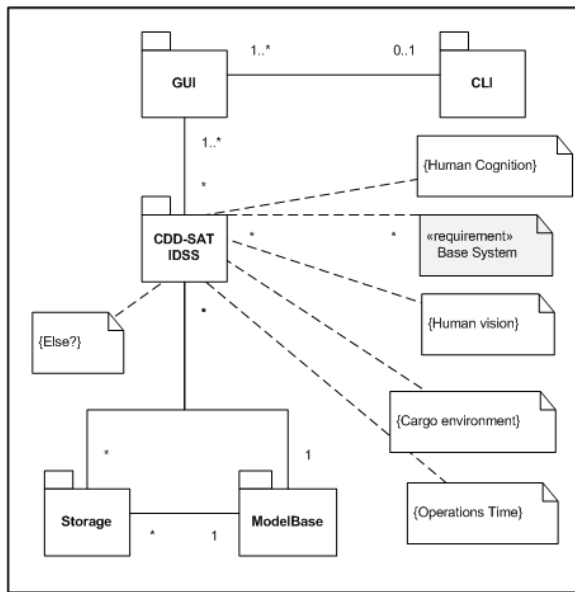 1..*
0..1
GUI
CLI
1..*
{Human Cognition}
*
CDD-SAT
IDSS
*
*
«requirement»
Base System
*
{Else?}
{Human vision}
{Cargo environment}
*
1
Storage
*
1
ModelBase
{Operations Time}